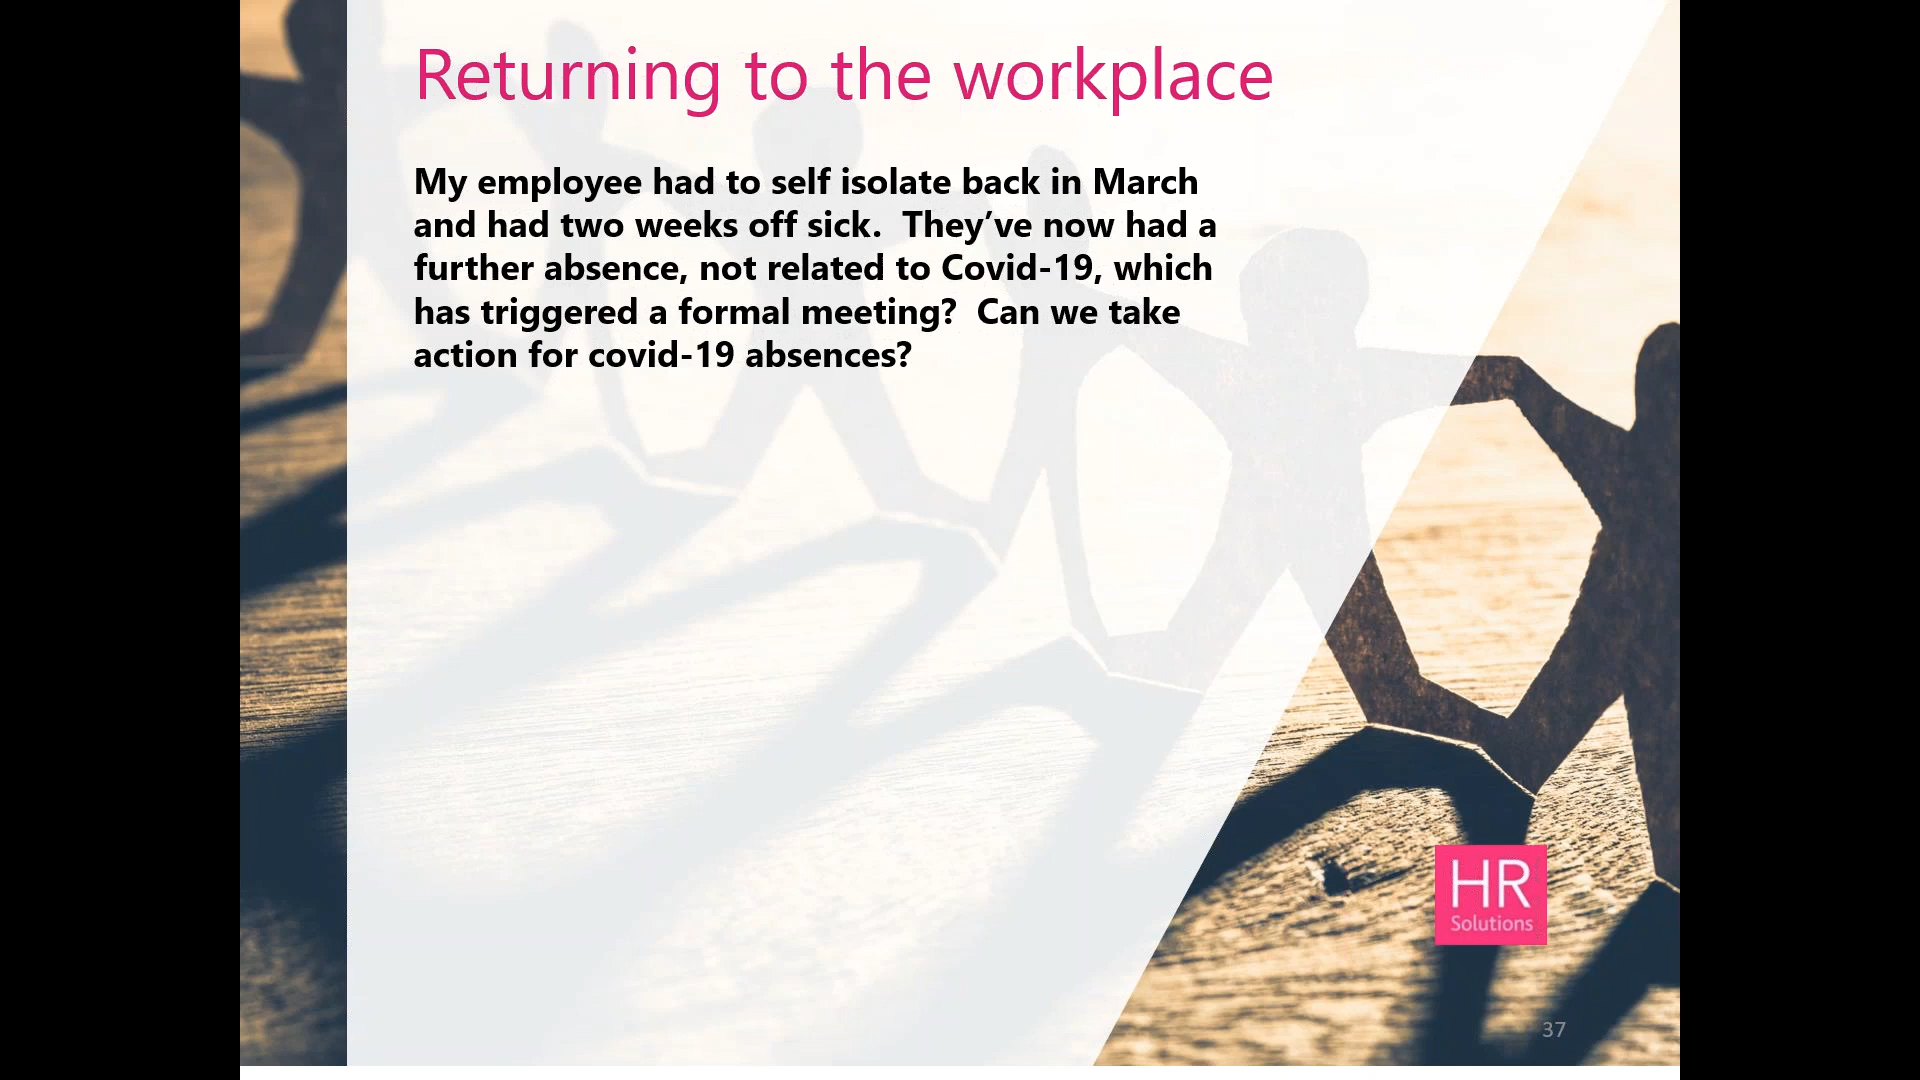 Returning to the workplace
My employee had to self isolate back in March
and had two weeks off sick.  They’ve now had a
further absence, not related to Covid-19, which
has triggered a formal meeting?  Can we take
action for covid-19 absences?
HR
Solutions
37